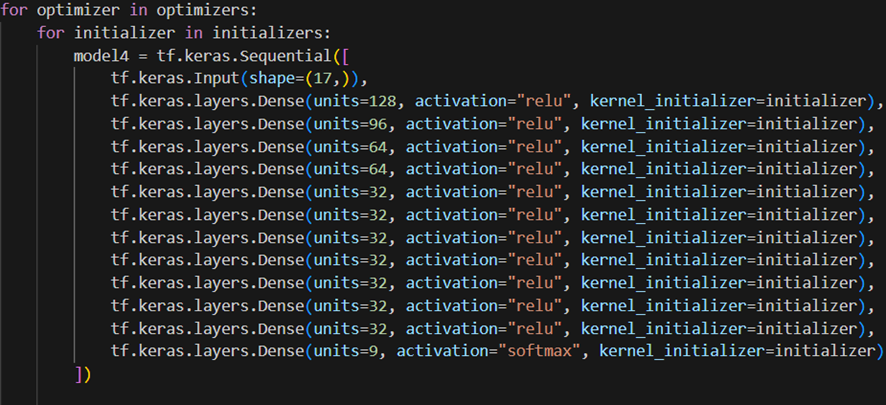 for optimizer in optimizers:
    for initializer in initializers:
        model4 = tf.keras.Sequential([
            tf.keras.Input(shape=(17,)),
            tf.keras.layers.Dense(units=128, activation="relu", kernel_initializer=initializer),
            tf.keras.layers.Dense(units=96, activation="relu", kernel_initializer=initializer),
            tf.keras.layers.Dense(units=64, activation="relu", kernel_initializer=initializer),
            tf.keras.layers.Dense(units=64, activation="relu", kernel_initializer=initializer),
            tf.keras.layers.Dense(units=32, activation="relu", kernel_initializer=initializer),
            tf.keras.layers.Dense(units=32, activation="relu", kernel_initializer=initializer),
            tf.keras.layers.Dense(units=32, activation="relu", kernel_initializer=initializer),
            tf.keras.layers.Dense(units=32, activation="relu", kernel_initializer=initializer),
            tf.keras.layers.Dense(units=32, activation="relu", kernel_initializer=initializer),
            tf.keras.layers.Dense(units=32, activation="relu", kernel_initializer=initializer),
            tf.keras.layers.Dense(units=32, activation="relu", kernel_initializer=initializer),
            tf.keras.layers.Dense(units=9, activation="softmax", kernel_initializer=initializer)
        ])